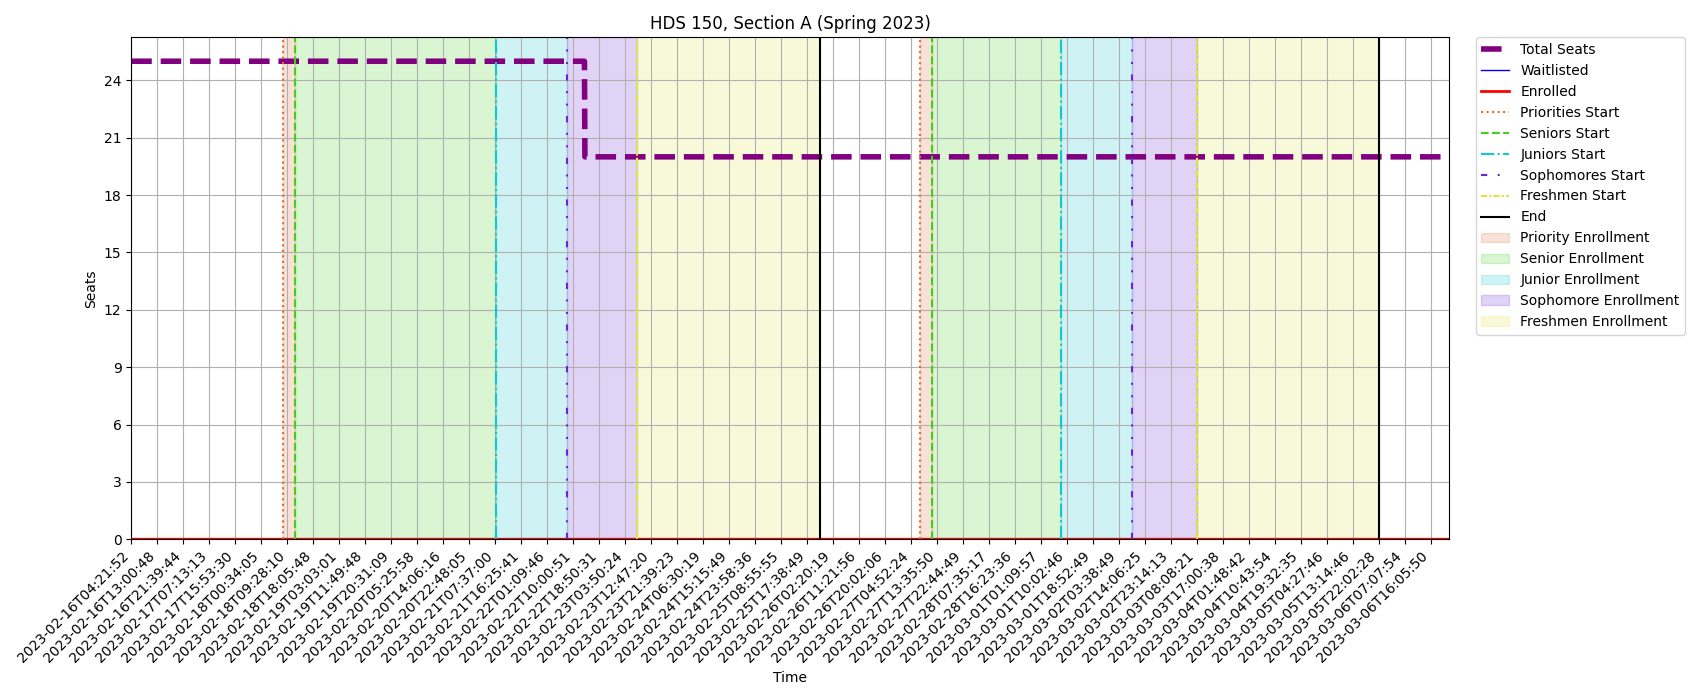 HDS 150, Section A (Spring 2023)
Seats
24
21
18
15
12
9
6
3
0
Total Seats
Waitlisted
Enrolled
Priorities Start
Seniors Start
Juniors Start
Sophomores Start
Freshmen Start
End
Priority Enrollment
Senior Enrollment
Junior Enrollment
Sophomore Enrollment
Freshmen Enrollment
2023-02-16T04:21:52
2023-02-16T13:00:48
2023-02-16T21:39:44
2023-02-17T07:13:13
2023-02-17T15:53:30
2023-02-18T00:34:05
2023-02-18T09:28:10
2023-02-18T18:05:48
2023-02-19T03:03:01
2023-02-19T11:49:48
2023-02-19T20:31:09
2023-02-20T05:25:58
2023-02-20T14:06:16
2023-02-20T22:48:05
2023-02-21T07:37:00
2023-02-21T16:25:41
2023-02-22T01:09:46
2023-02-22T10:00:51
2023-02-22T18:50:31
2023-02-23T03:50:24
2023-02-23T12:47:20
2023-02-23T21:39:23
2023-02-24T06:30:19
2023-02-24T15:15:49
2023-02-24T23:58:36
2023-02-25T08:55:55
2023-02-25T17:38:49
2023-02-26T02:20:19
2023-02-26T11:21:56
2023-02-26T20:02:06
2023-02-27T04:52:24
2023-02-27T13:35:50
2023-02-27T22:44:49
2023-02-28T07:35:17
2023-02-28T16:23:36
2023-03-01T01:09:57
2023-03-01T10:02:46
2023-03-01T18:52:49
2023-03-02T03:38:49
2023-03-02T14:06:25
2023-03-02T23:14:13
2023-03-03T08:08:21
2023-03-03T17:00:38
2023-03-04T01:48:42
2023-03-04T10:43:54
2023-03-04T19:32:35
2023-03-05T04:27:46
2023-03-05T13:14:46
2023-03-05T22:02:28
2023-03-06T07:07:54
2023-03-06T16:05:50
Time